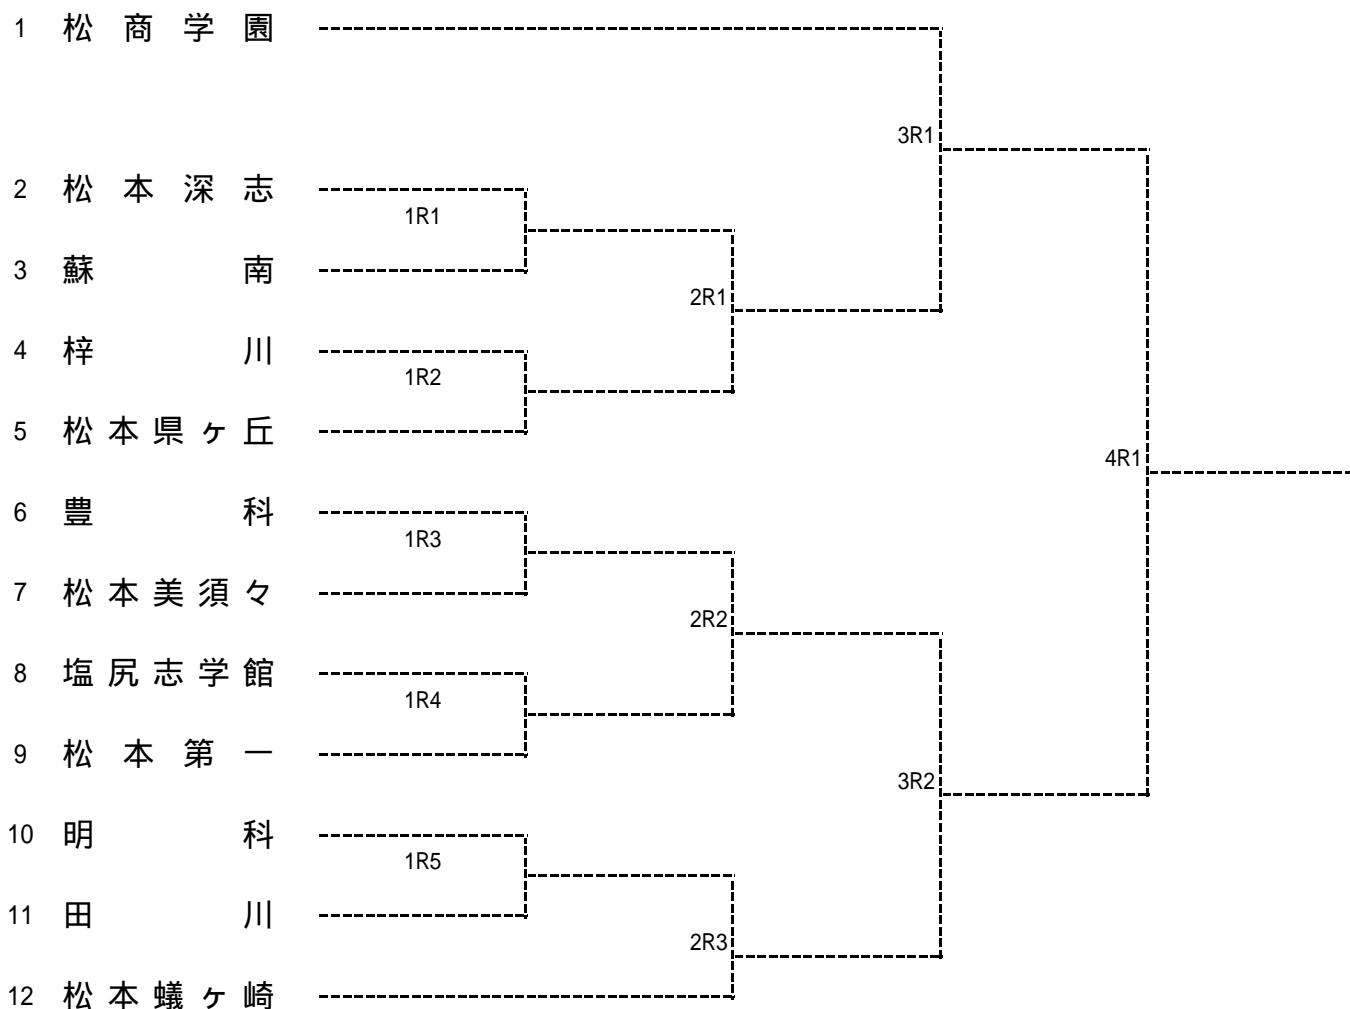 1 松商学園
3R1
2 松本深志
1R1
3 蘇南
2R1
4 梓川
1R2
5 松本県ヶ丘
4R1
6 豊科
1R3
7 松本美須々
2R2
8 塩尻志学館
1R4
9 松本第一
3R2
10 明科
1R5
11 田川
2R3
12 松本蟻ヶ崎